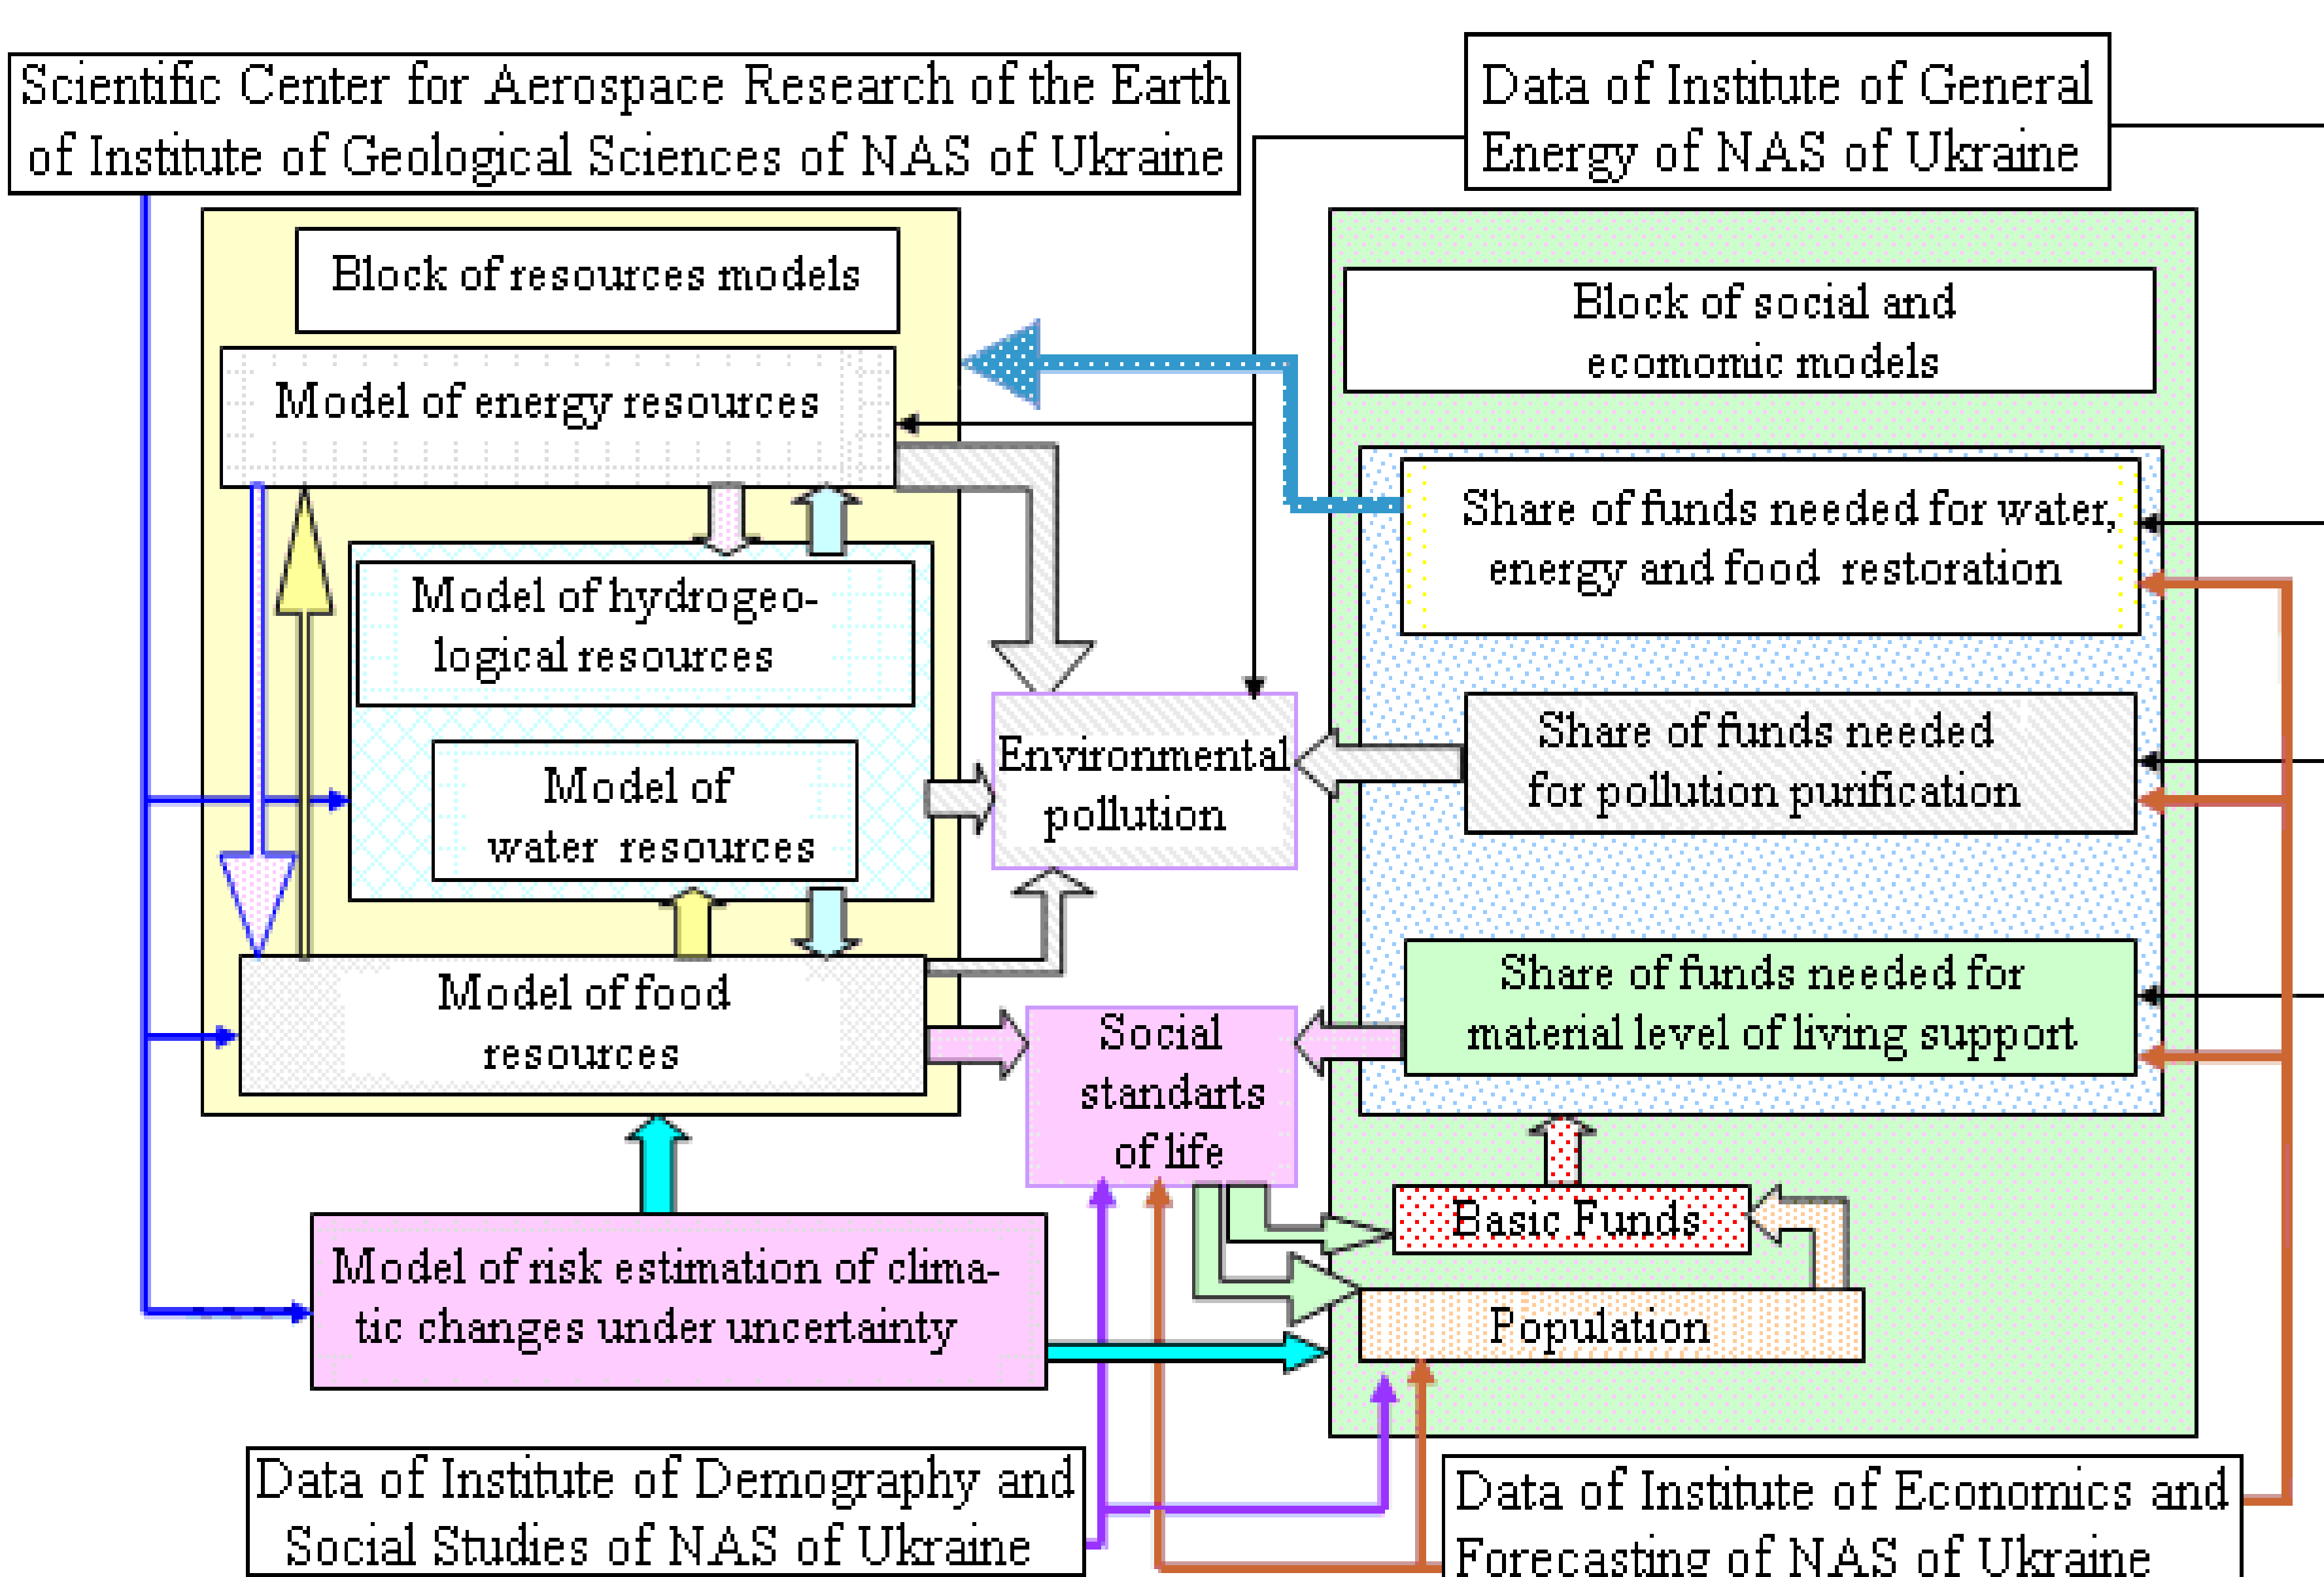 Scientific Center for Aerospace Research of the Earth
of Institute of Geological Sciences of NAS of Ukraine
Data of Institute of General
Energy of NAS of Ukraine
Block of resources models
Model of energy resources
Model of hydrogeo-
logical resources
Model of
water resources
Model of food
resources
Environmental
pollution
Social
standarts
of life
Block of social and
ecomomic models
Share of funds needed for water,
energy and food restoration
Share of funds needed
for pollution purification
Share of funds needed for
material level of living support
Basic Funds
Population
Model of risk estimation of clima-
tic changes under uncertainty
Data of Institute of Demography and
Social Studies of NAS of Ukraine
Data of Institute of Economics and
Forecasting of NAS of Ukraine